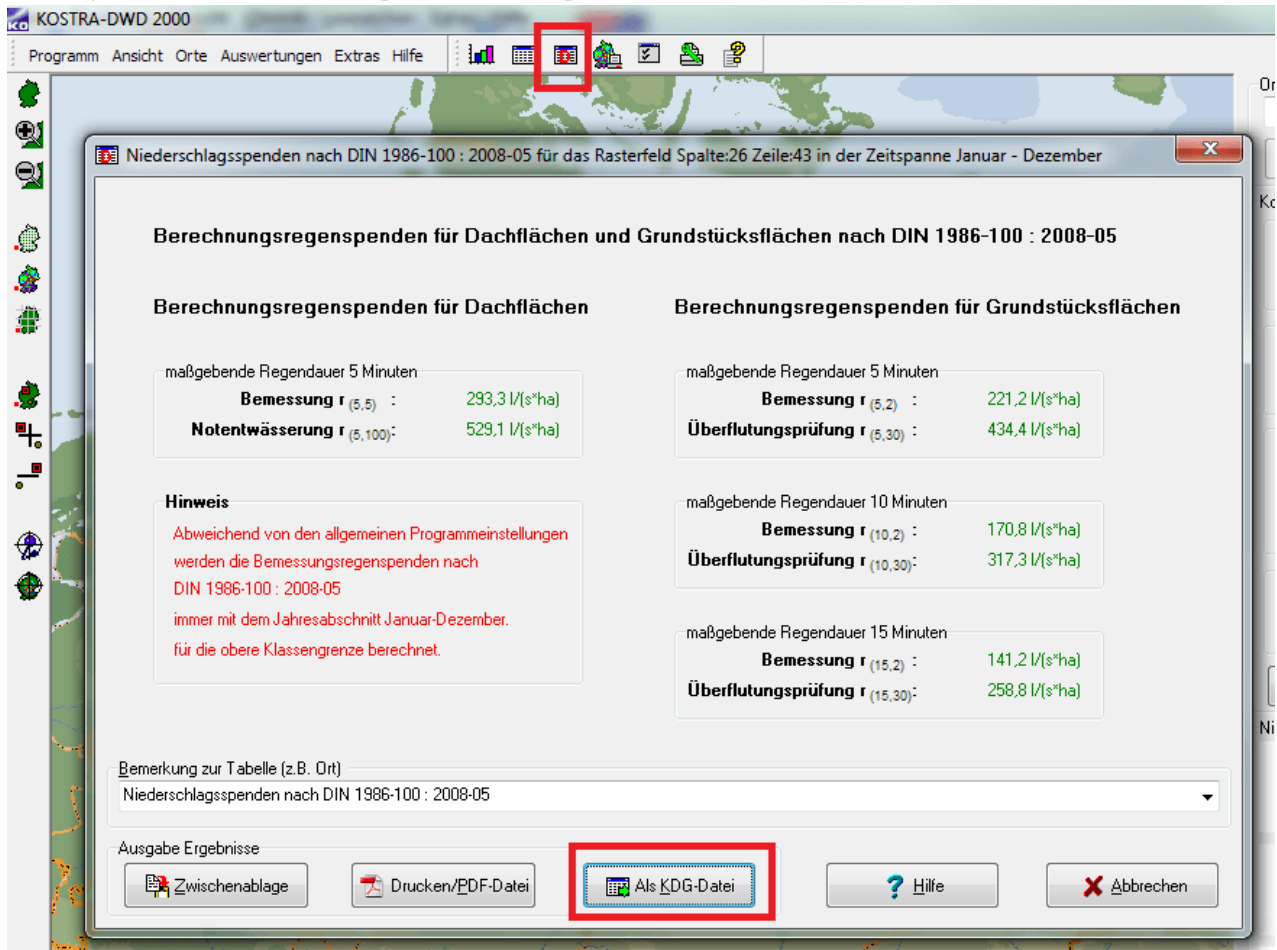 KOSTRA-DWD 2000
Programm Ansicht Orte Auswertungen Extras Hilfe
Niederschlagsspenden nach DIN 1986-100 : 2008-05 für das Rasterfeld Spalte:26 Zeile:43 in der Zeitspanne Januar - Dezember
Berechnungsregenspenden für Dachflächen und Grundstücksflächen nach DIN 1986-100 : 2008-05
Berechnungsregenspenden für Dachflächen
maßgebende Regendauer 5 Minuten
Bemessung r (5,5) : 293,3 l/(s*ha)
Notentwässerung r (5,100): 529,1 l/(s*ha)
Hinweis
Abweichend von den allgemeinen Programmeinstellungen
werden die Bemessungsregenspenden nach
DIN 1986-100 : 2008-05
immer mit dem Jahresabschnitt Januar-Dezember.
für die obere Klassengrenze berechnet.
Berechnungsregenspenden für Grundstücksflächen
maßgebende Regendauer 5 Minuten
Bemessung r (5,2) : 221,2 l/(s*ha)
Überflutungsprüfung r (5,30) : 434,4 l/(s*ha)
maßgebende Regendauer 10 Minuten
Bemessung r (10,2) : 170,8 l/(s*ha)
Überflutungsprüfung r (10,30): 317,3 l/(s*ha)
maßgebende Regendauer 15 Minuten
Bemessung r (15,2) : 141,2 l/(s*ha)
Überflutungsprüfung r (15,30): 258,8 l/(s*ha)
Bemerkung zur Tabelle (z.B. Ort)
Niederschlagsspenden nach DIN 1986-100 : 2008-05
Ausgabe Ergebnisse
Zwischenablage
Drucken/PDF-Datei
Als KDG-Datei
Hilfe
Abbrechen